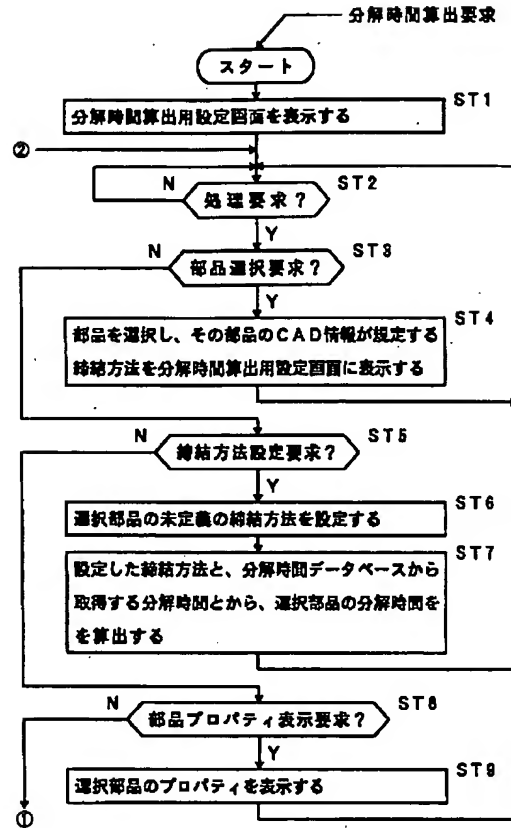 分解時間算出要求
スタート
ST1
分解時間算出用設定画面を表示する
②
N
ST2
処理要求?
Y
N
ST3
部品選択要求?
Y
ST4
部品を選択し、その部品のCAD情報が規定する
締結方法を分解時間算出用設定画面に表示する
N
ST5
締結方法設定要求?
Y
ST6
選択部品の未定義の締結方法を設定する
ST7
設定した締結方法と、分解時間データベースから
取得する分解時間とから、選択部品の分解時間を
を算出する
N
ST8
部品プロパティ表示要求?
Y
ST9
選択部品のプロパティを表示する
①